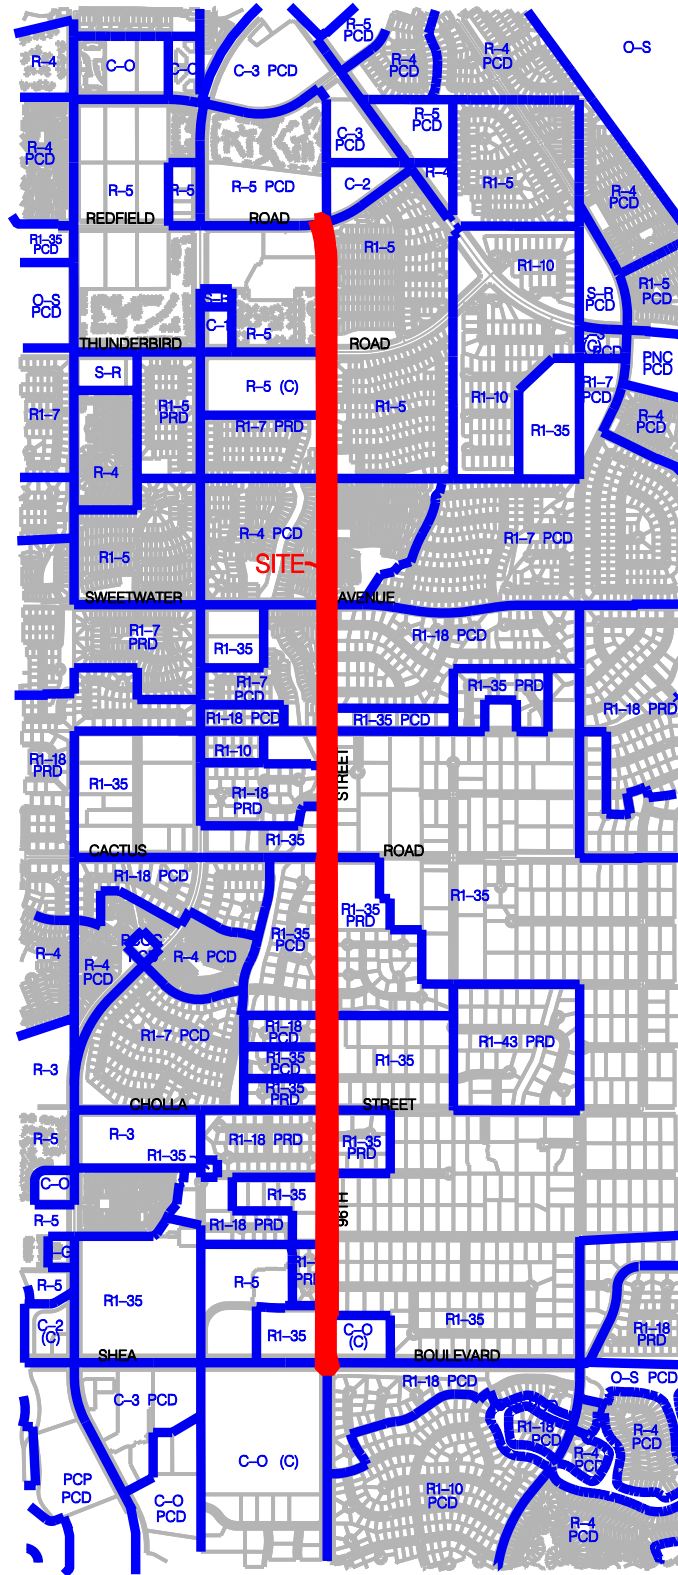 R–5
PCD
R–4
PCD
R–4
PCD
O–S
R–4
C–O
C–O
C–3 PCD
R–5
PCD
C–3
PCD
R–4
PCD
R–4
R–5
R–5
R–5 PCD
C–2
R1–5
R–4
PCD
REDFIELD
ROAD
R1–35
PCD
R1–5
R1–10
O–S
PCD
S–R
PCD
R1–5
PCD
S–R
C–1
R–5
THUNDERBIRD
ROAD
PCD
PNC
PCD
S–R
R–5 (C)
R1–7
PCD
R1–7
R1–5
PRD
R1–5
R1–10
R–4
PCD
R1–7 PRD
R1–35
R–4
R–4 PCD
R1–7 PCD
R1–5
SITE
SWEETWATER
AVENUE
R1–7
PRD
R1–35
R1–18 PCD
R1–7
PCD
R1–35 PRD
R1–18 PCD
R1–35 PCD
R1–18 PRD
R1–18
PRD
R1–10
R1–35
STREET
R1–18
PRD
R1–35
CACTUS
ROAD
R1–18 PCD
R1–35
R1–35
PRD
R1–35
PCD
R–4
PCD
R–4 PCD
R–4
PCD
R1–18
PCD
R1–7 PCD
R1–43 PRD
R1–35
PCD
R1–35
R–3
R1–35
PRD
CHOLLA
STREET
R–5
R–3
R1–18 PRD
R1–35
PRD
R1–35
C–O
R1–35
R–5
R1–18 PRD
96TH
R–5
R–5
R1–35
C–2
(C)
R1–35
C–O
(C)
R1–35
R1–18
PRD
SHEA
BOULEVARD
R1–18 PCD
O–S PCD
C–3 PCD
R1–18
PCD
R–4
PCD
R–4
PCD
C–O (C)
PCP
PCD
R1–10
PCD
C–O
PCD
R–4
PCD